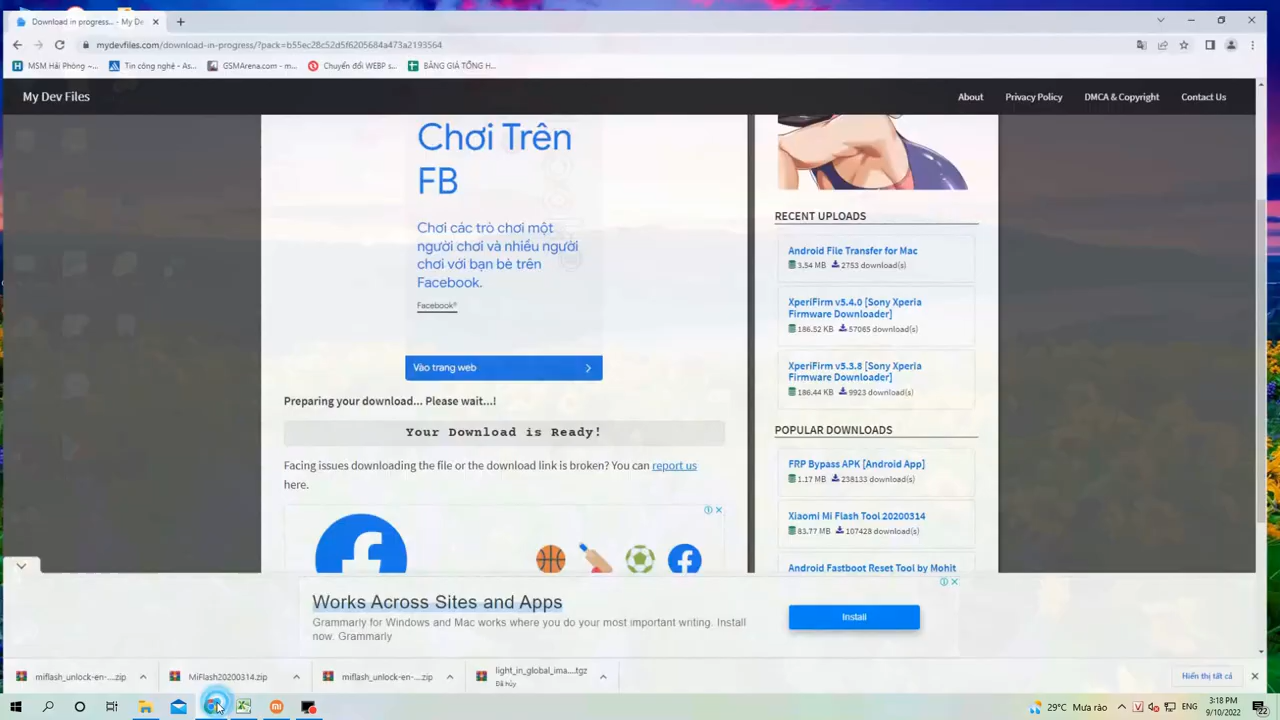 Download in progress... - My De
mydevfiles.com/download-in-progress/?pack=b55ec28c52d5f6205684a473a2193564
MSM Hải Phòng ~... Tin công nghệ - As... GSMArena.com - m... Chuyển đổi WEBP s... BẢNG GIÁ TỔNG H...
My Dev Files
About Privacy Policy DMCA & Copyright Contact Us
Chơi Trên
FB
Chơi các trò chơi một
người chơi và nhiều người
chơi với bạn bè trên
Facebook.
Facebook®
Vào trang web
Preparing your download... Please wait...!
Your Download is Ready!
Facing issues downloading the file or the download link is broken? You can report us
here.
RECENT UPLOADS
Android File Transfer for Mac
3.54 MB 2753 download(s)
XperiFirm v5.4.0 [Sony Xperia
Firmware Downloader]
186.52 KB 57065 download(s)
XperiFirm v5.3.8 [Sony Xperia
Firmware Downloader]
186.44 KB 9923 download(s)
POPULAR DOWNLOADS
FRP Bypass APK [Android App]
1.17 MB 238133 download(s)
Xiaomi Mi Flash Tool 20200314
83.77 MB 107428 download(s)
Android Fastboot Reset Tool by Mohit
Works Across Sites and Apps
Grammarly for Windows and Mac works where you do your most important writing. Install
now. Grammarly
Install
miflash_unlock-en-....zip MiFlash20200314.zip miflash_unlock-en-....zip light_in_global_ima....tgz
Đã hủy
Hiển thị tất cả
29°C Mưa rào ENG 3:18 PM
9/10/2022 22